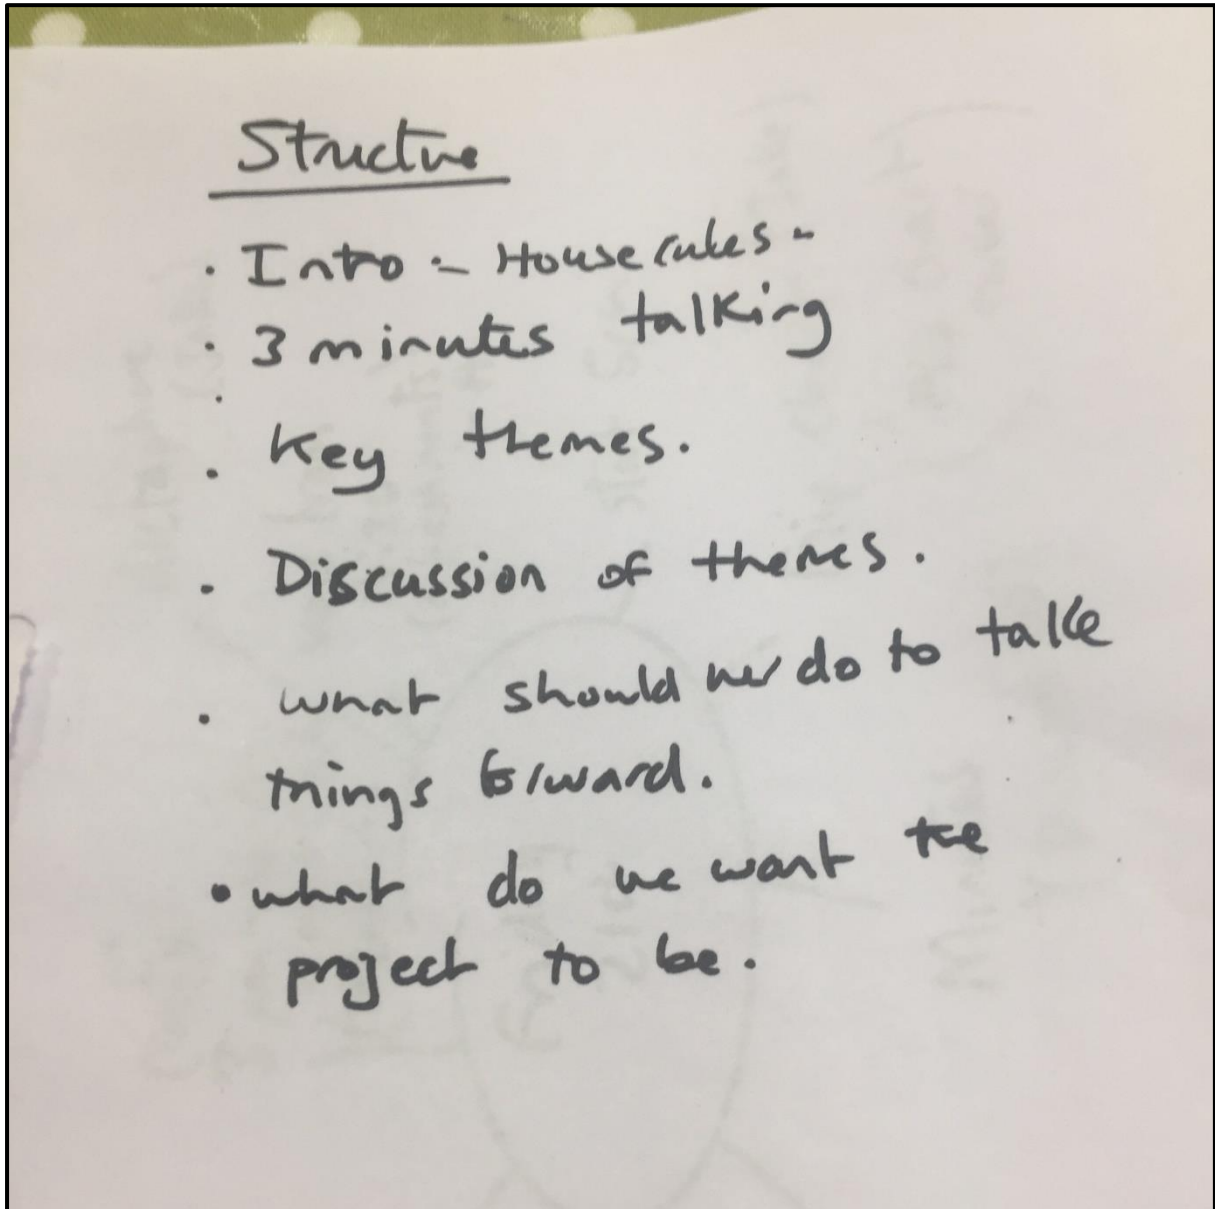 Structure
· Intro - House rules -
· 3 minutes talking
·
· Key themes.
· Discussion of themes.
· what should we do to take
things forward.
• what do we want the
project to be.